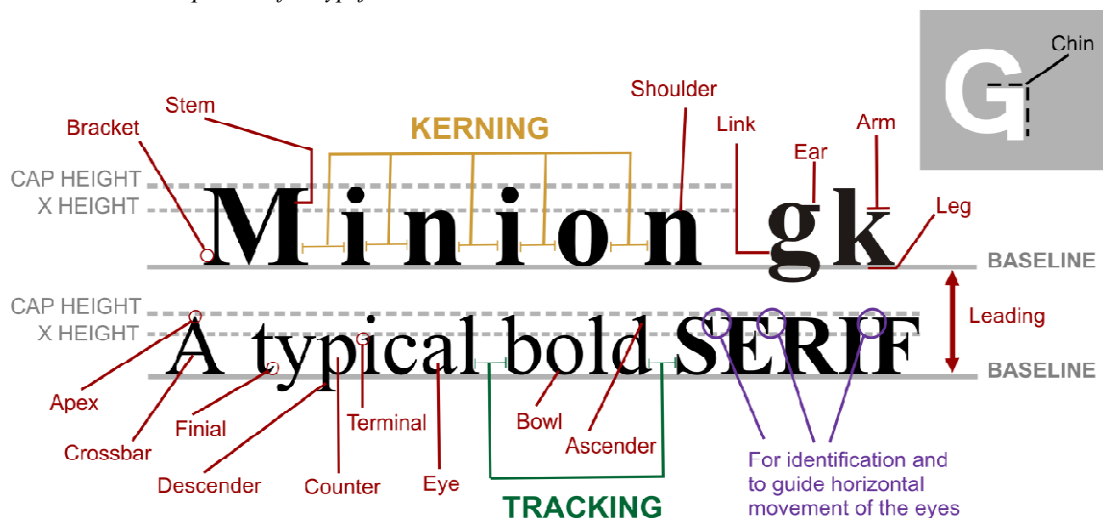 Chin
Shoulder
Stem
KERNING
Link
Arm
Bracket
Ear
CAP HEIGHT
X HEIGHT
Minion gk
Leg
BASELINE
CAP HEIGHT
Leading
X HEIGHT
A typical bold SERIF
BASELINE
Apex
Terminal
Bowl
Finial
Ascender
Crossbar
For identification and
to guide horizontal
movement of the eyes
Descender
Counter
Eye
TRACKING
G